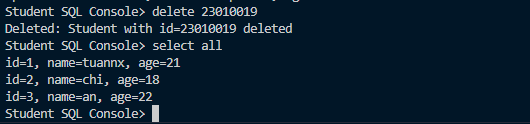 Student SQL Console> delete 23010019
Deleted: Student with id=23010019 deleted
Student SQL Console> select all
id=1, name=tuannx, age=21
id=2, name=chi, age=18
id=3, name=an, age=22
Student SQL Console>